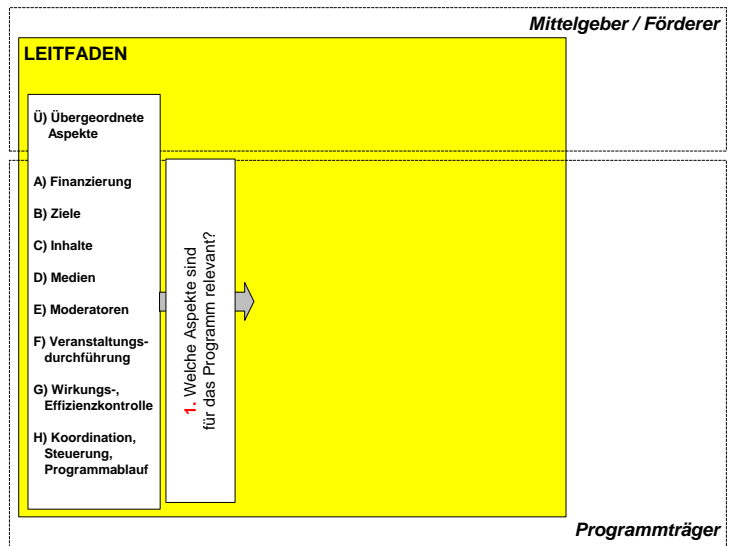 Mittelgeber / Förderer
LEITFADEN
Ü) Übergeordnete
Aspekte
A) Finanzierung
B) Ziele
C) Inhalte
D) Medien
E) Moderatoren
F) Veranstaltungs-
durchführung
G) Wirkungs-,
Effizienzkontrolle
H) Koordination,
Steuerung,
Programmablauf
1. Welche Aspekte sind
für das Programm relevant?
Programmträger